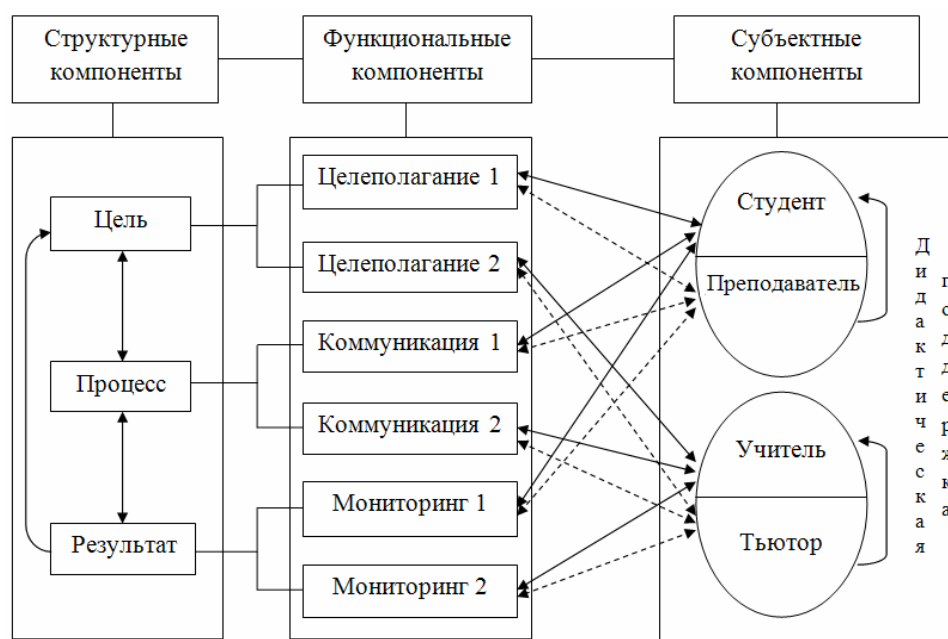 Структурные
компоненты
Функциональные
компоненты
Субъектные
компоненты
Цель
Процесс
Результат
Целеполагание 1
Целеполагание 2
Коммуникация 1
Коммуникация 2
Мониторинг 1
Мониторинг 2
Студент
Преподаватель
Учитель
Тьютор
Дидактическая
поддержка